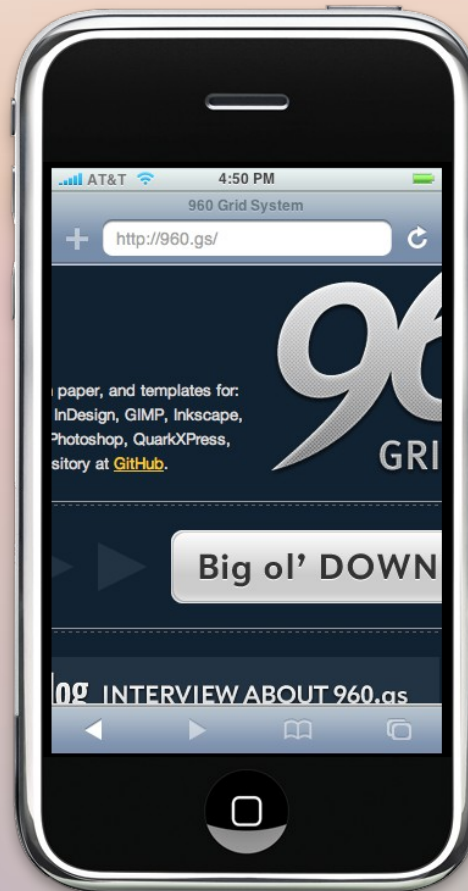 AT&T 4:50 PM
960 Grid System
http://960.gs/
96
paper, and templates for:
InDesign, GIMP, Inkscape,
Photoshop, QuarkXPress,
sitory at GitHub.
GRI
Big ol’ DOWN
log INTERVIEW ABOUT 960.gs